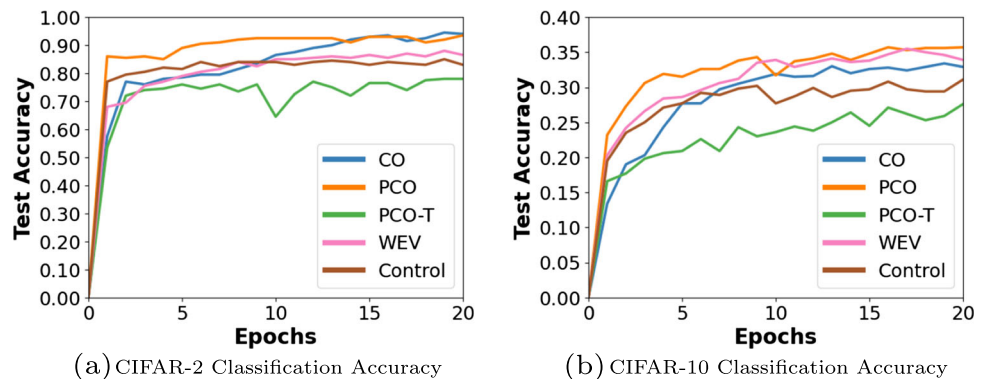 1.00
0.90
0.80
0.70
0.60
0.50
0.40
0.30
0.20
0.10
0.00
Test Accuracy
CO
PCO
PCO-T
WEV
Control
0 5 10 15 20
Epochs
(a) CIFAR-2 Classification Accuracy
0.40
0.35
0.30
0.25
0.20
0.15
0.10
0.05
0.00
Test Accuracy
CO
PCO
PCO-T
WEV
Control
0 5 10 15 20
Epochs
(b) CIFAR-10 Classification Accuracy